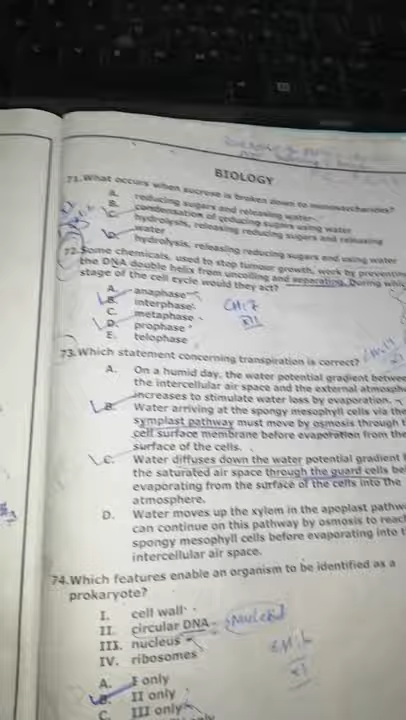 BIOLOGY
71. What occurs when sucrose is broken down to monosaccharides?
A. reducing sugars and releasing water
B. condensation of reducing sugars using water
C. hydrolysis, releasing reducing sugars and releasing
water
D. hydrolysis, releasing reducing sugars and using water
72. Some chemicals, used to stop tumour growth, work by preventing
the DNA double helix from uncoiling and separating. During which
stage of the cell cycle would they act?
A. anaphase
B. interphase
C. metaphase
D. prophase
E. telophase
CH:7
XII
73. Which statement concerning transpiration is correct?
A. On a humid day, the water potential gradient between
the intercellular air space and the external atmosphere
increases to stimulate water loss by evaporation.
B. Water arriving at the spongy mesophyll cells via the
symplast pathway must move by osmosis through t
cell surface membrane before evaporation from the
surface of the cells.
C. Water diffuses down the water potential gradient f
the saturated air space through the guard cells be
evaporating from the surface of the cells into the
atmosphere.
D. Water moves up the xylem in the apoplast pathwa
can continue on this pathway by osmosis to reach
spongy mesophyll cells before evaporating into t
intercellular air space.
74. Which features enable an organism to be identified as a
prokaryote?
I. cell wall
II. circular DNA
III. nucleus
IV. ribosomes
XI
A. I only
B. II only
C. III only